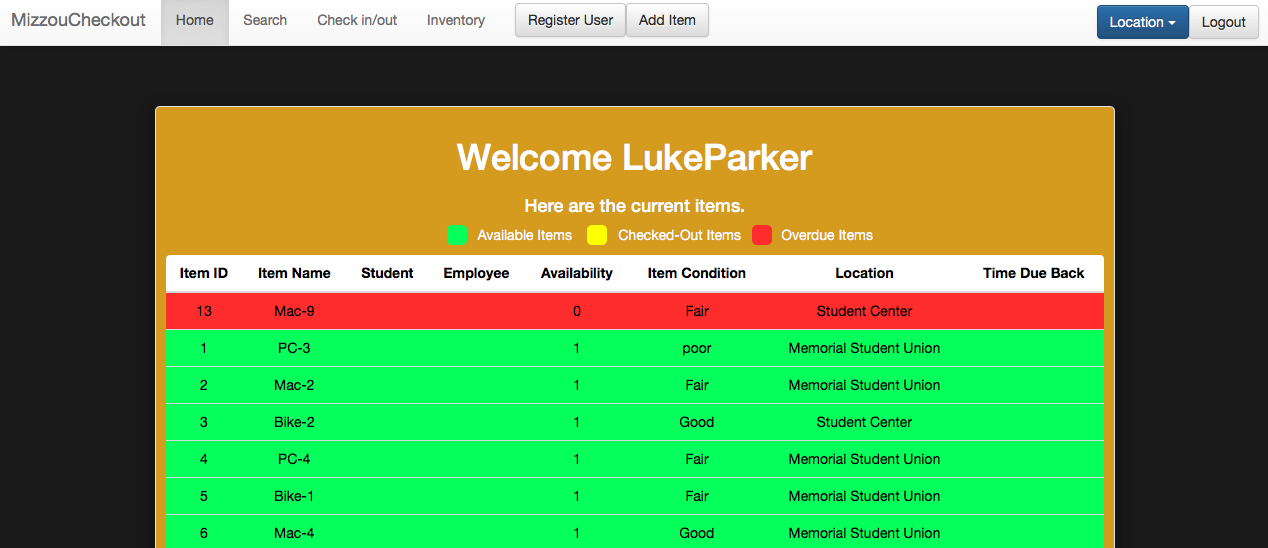 MizzouCheckout Home Search Check in/out Inventory Register User Add Item Location Logout
Welcome LukeParker
Here are the current items.
Available Items Checked-Out Items Overdue Items
Item ID Item Name Student Employee Availability Item Condition Location Time Due Back
13 Mac-9 0 Fair Student Center
1 PC-3 1 poor Memorial Student Union
2 Mac-2 1 Fair Memorial Student Union
3 Bike-2 1 Good Student Center
4 PC-4 1 Fair Memorial Student Union
5 Bike-1 1 Fair Memorial Student Union
6 Mac-4 1 Good Memorial Student Union